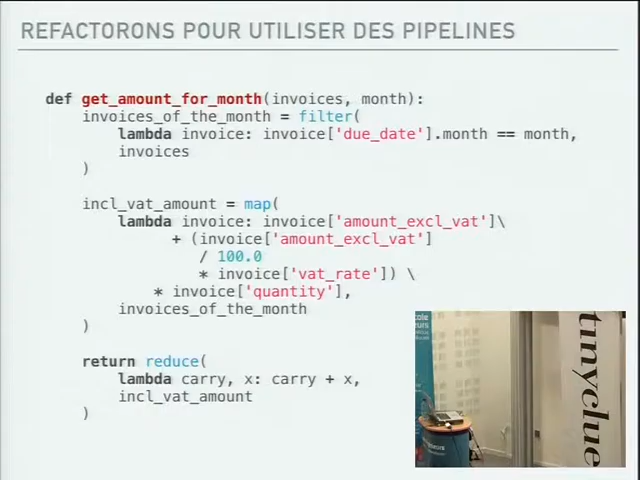 REFACTORONS POUR UTILISER DES PIPELINES
def get_amount_for_month(invoices, month):
invoices_of_the_month = filter(
lambda invoice: invoice['due_date'].month == month,
invoices
)
incl_vat_amount = map(
lambda invoice: invoice['amount_excl_vat']\
+ (invoice['amount_excl_vat']
/ 100.0
* invoice['vat_rate']) \
* invoice['quantity'],
invoices_of_the_month
)
return reduce(
lambda carry, x: carry + x,
incl_vat_amount
)
tinyclue